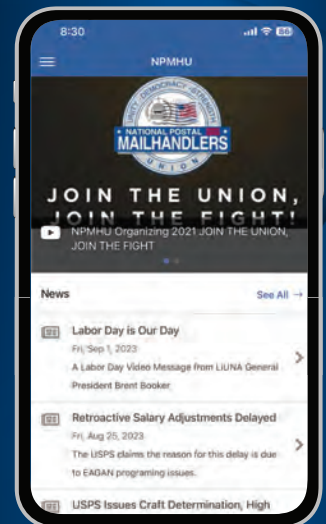 8:30
86
NPMHU
UNITY • DEMOCRACY • STRENGTH
NATIONAL POSTAL
MAILHANDLERS
UNION
JOIN THE UNION,
JOIN THE FIGHT!
NPMHU Organizing 2021 JOIN THE UNION,
JOIN THE FIGHT
News
See All →
Labor Day is Our Day
Fri, Sep 1, 2023
A Labor Day Video Message from LIUNA General
President Brent Booker.
Retroactive Salary Adjustments Delayed
Fri, Aug 25, 2023
The USPS claims the reason for this delay is due
to EAGAN programing issues.
USPS Issues Craft Determination, High